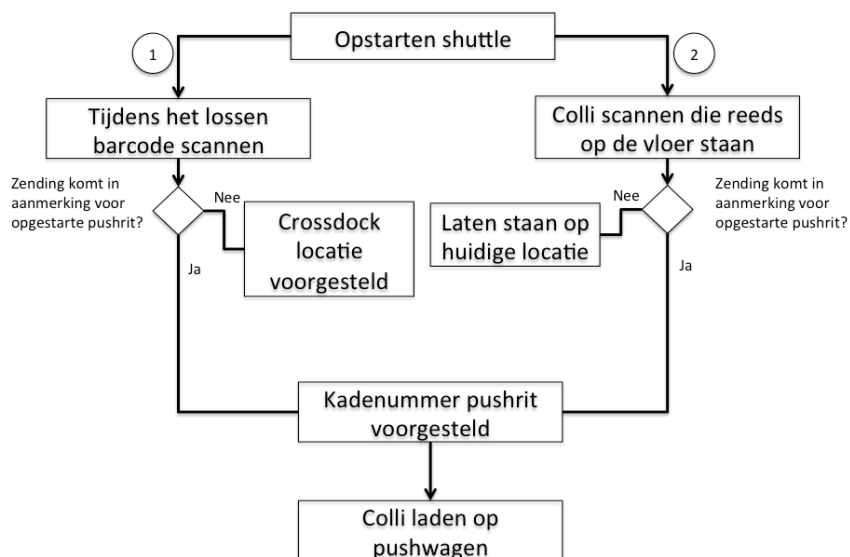 Opstarten shuttle
1
2
Tijdens het lossen
barcode scannen
Colli scannen die reeds
op de vloer staan
Zending komt in
aanmerking voor
opgestarte pushrit?
Nee
Ja
Crossdock
locatie
voorgesteld
Laten staan op
huidige locatie
Nee
Zending komt in
aanmerking voor
opgestarte pushrit?
Ja
Kadenummer pushrit
voorgesteld
Colli laden op
pushwagen